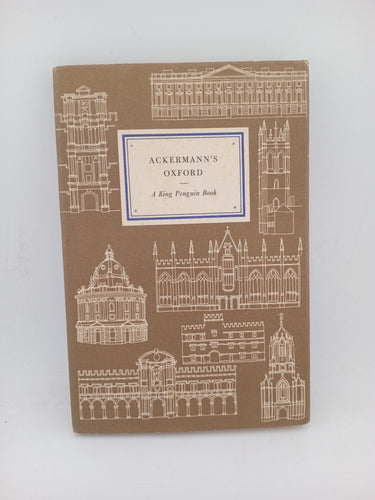 ACKERMANN'S
OXFORD
A King Penguin Book